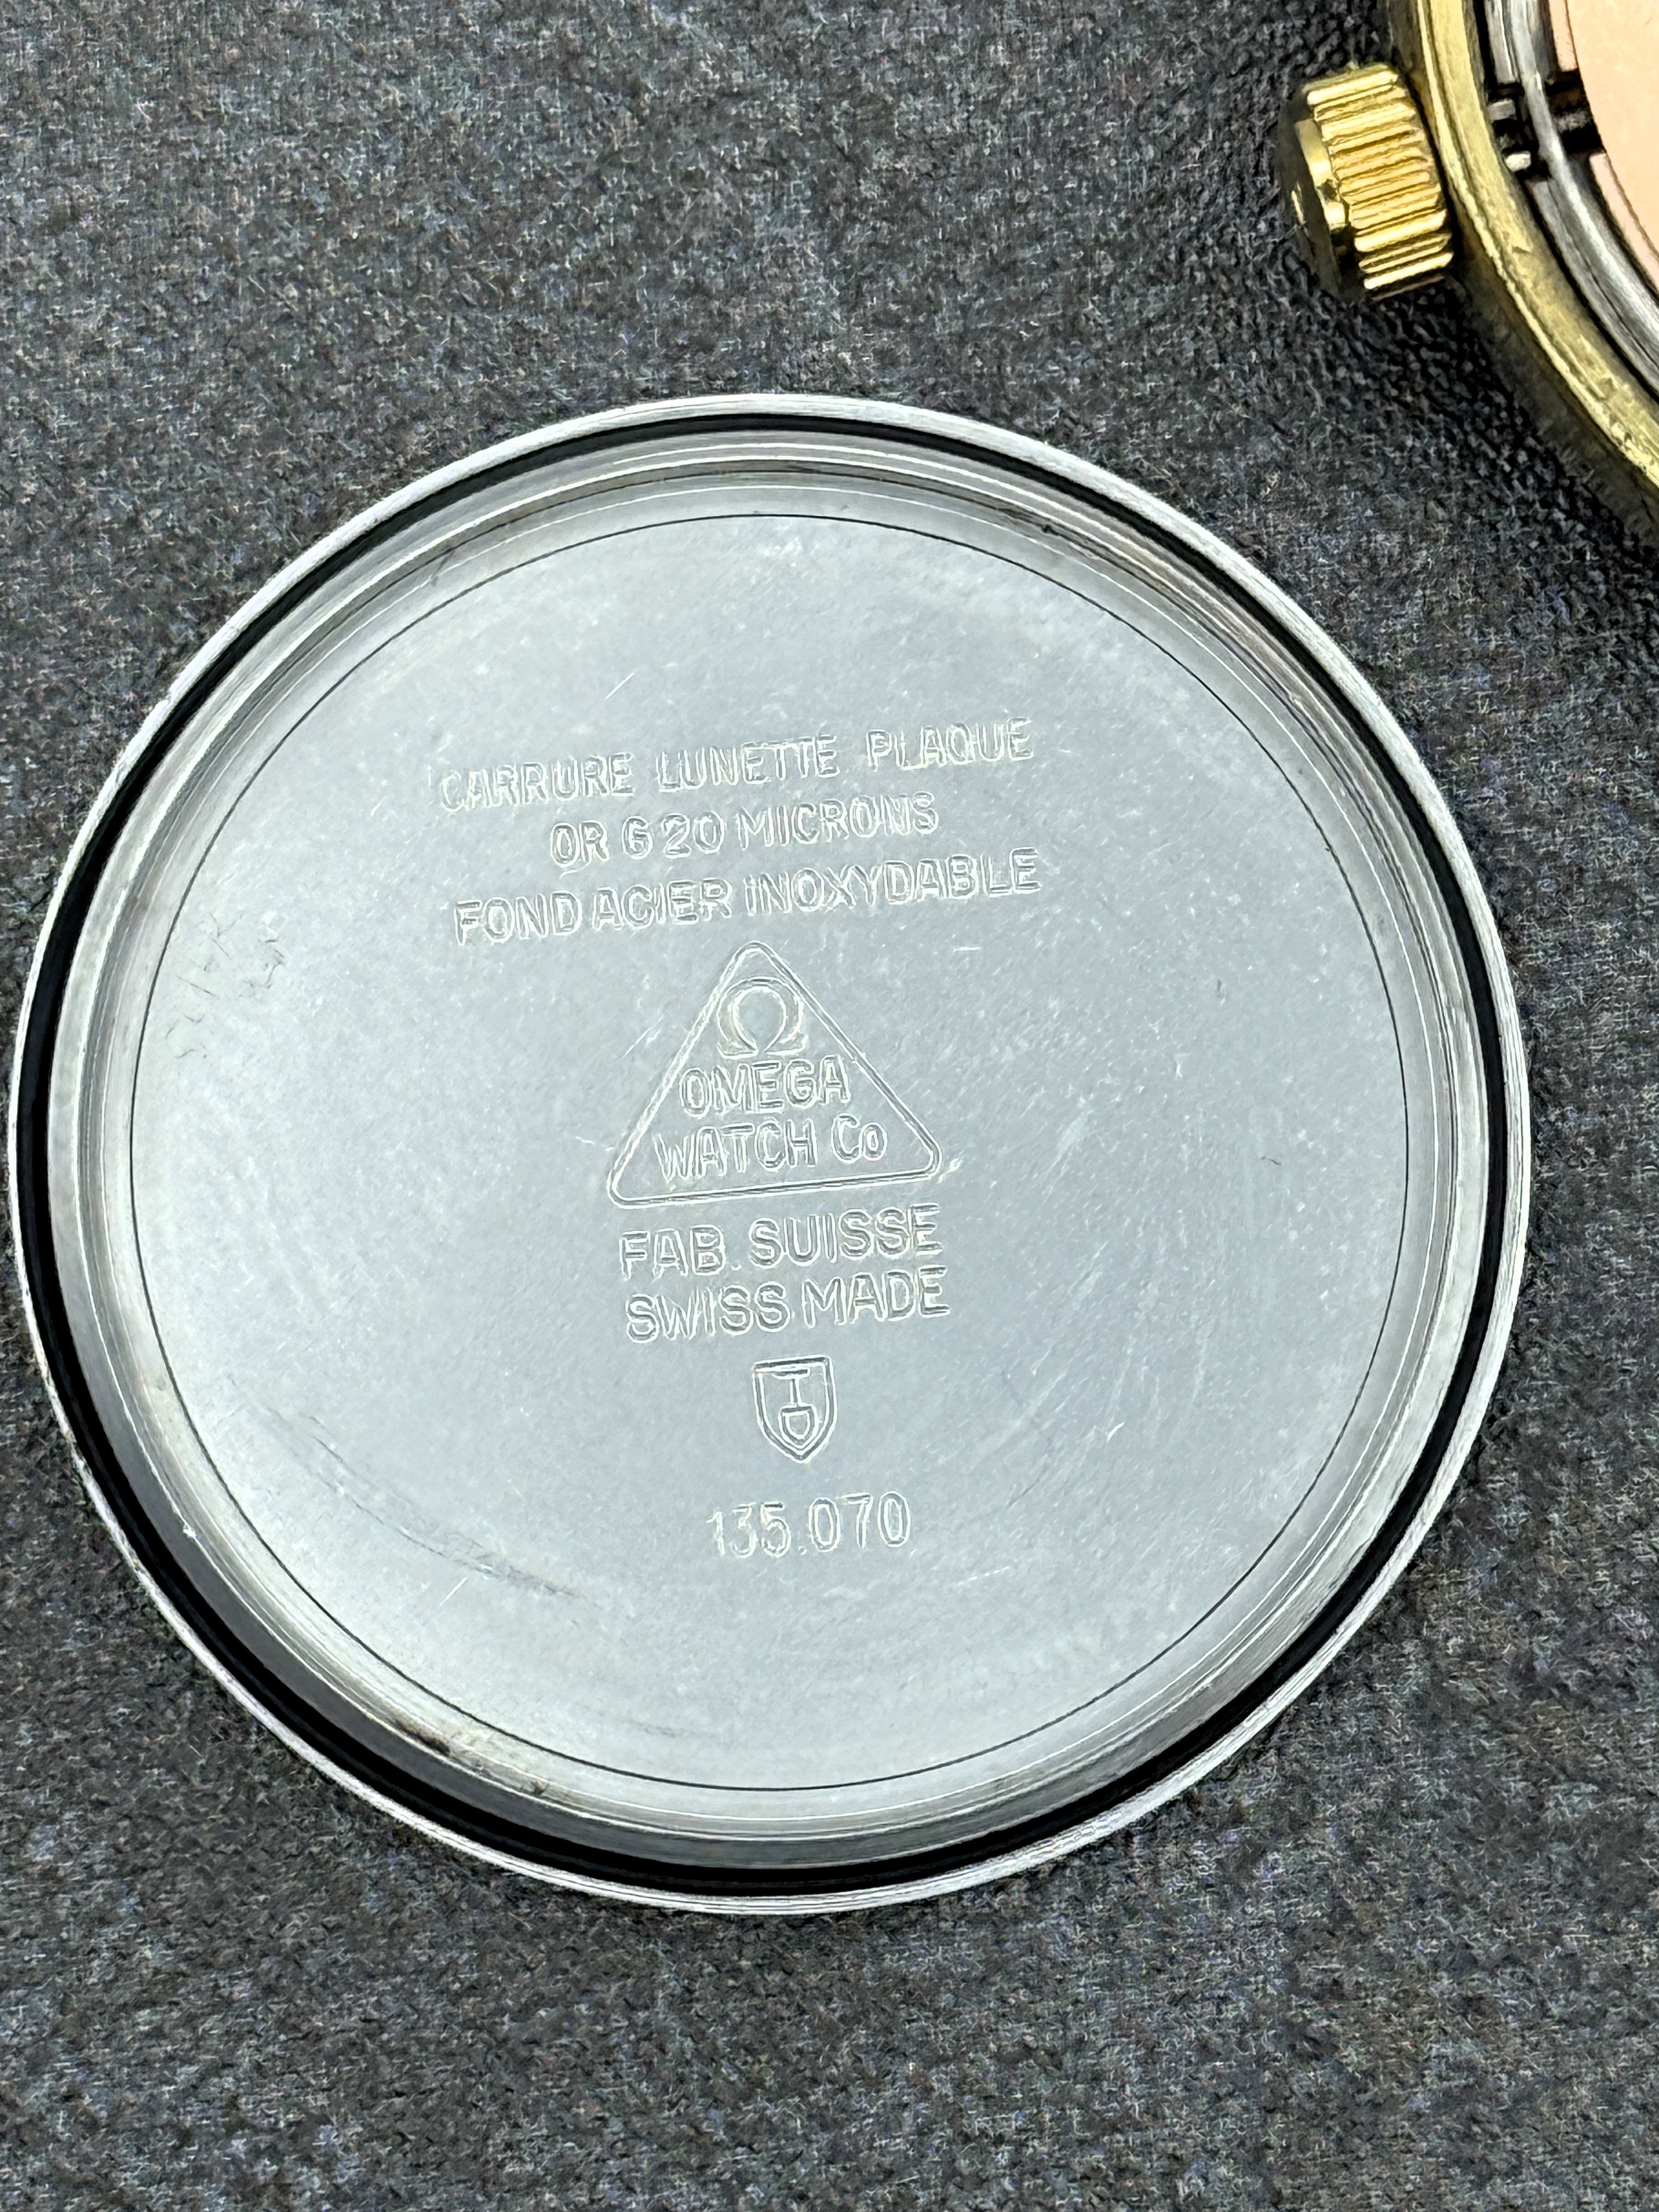 CARRURE LUNETTE PLAQUE
OR G 20 MICRONS
FOND ACIER INOXYDABLE
Ω
OMEGA
WATCH Co
FAB. SUISSE
SWISS MADE
135.070